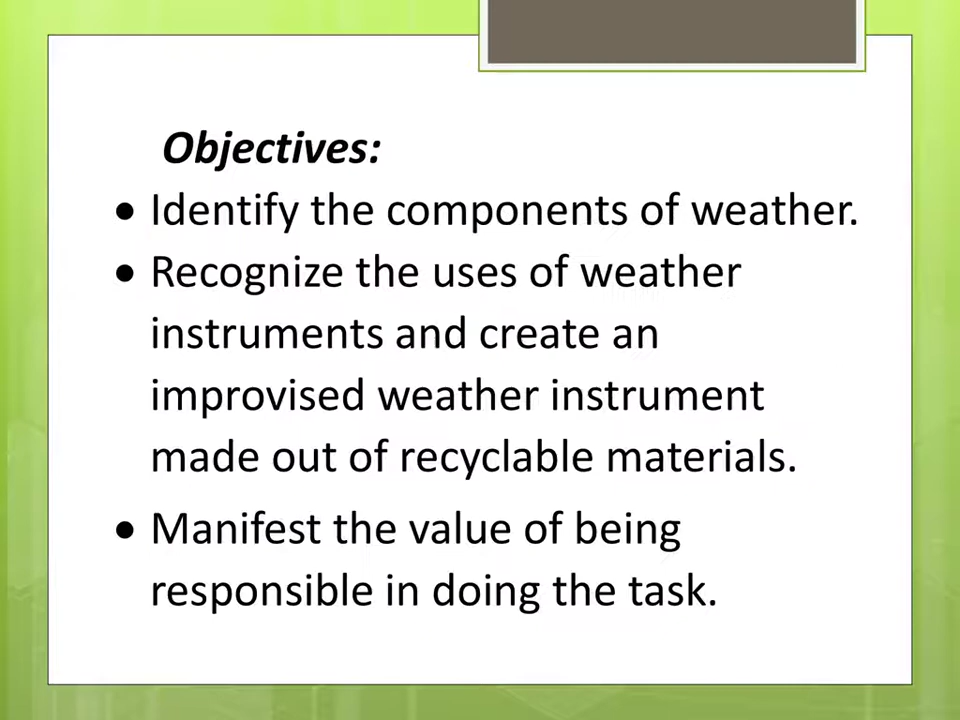 Objectives:
• Identify the components of weather.
• Recognize the uses of weather
instruments and create an
improvised weather instrument
made out of recyclable materials.
• Manifest the value of being
responsible in doing the task.